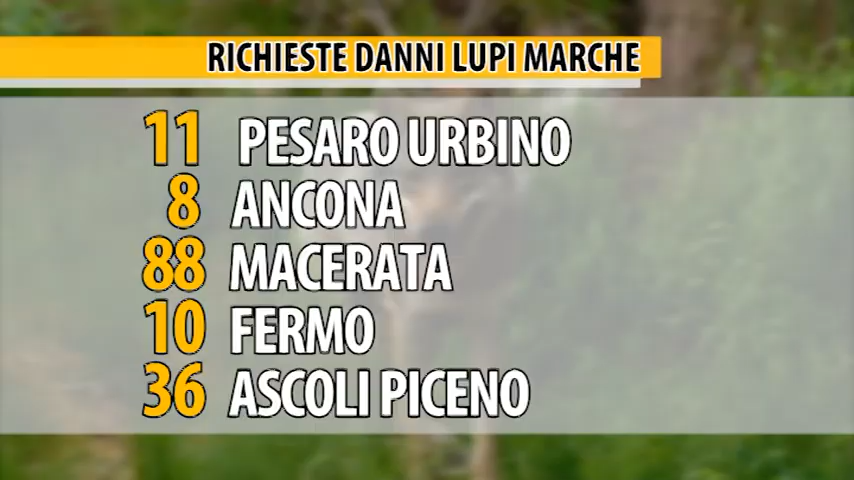 RICHIESTE DANNI LUPI MARCHE
11 PESARO URBINO
8 ANCONA
88 MACERATA
10 FERMO
36 ASCOLI PICENO